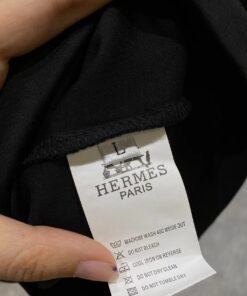 L
HERMÈS
PARIS
MACHINE WASH 40C INSIDE OUT
DO NOT BLEACH
COOL IRON ON REVERSE
DO NOT DRY CLEAN
DO NOT TUMBLE DRY